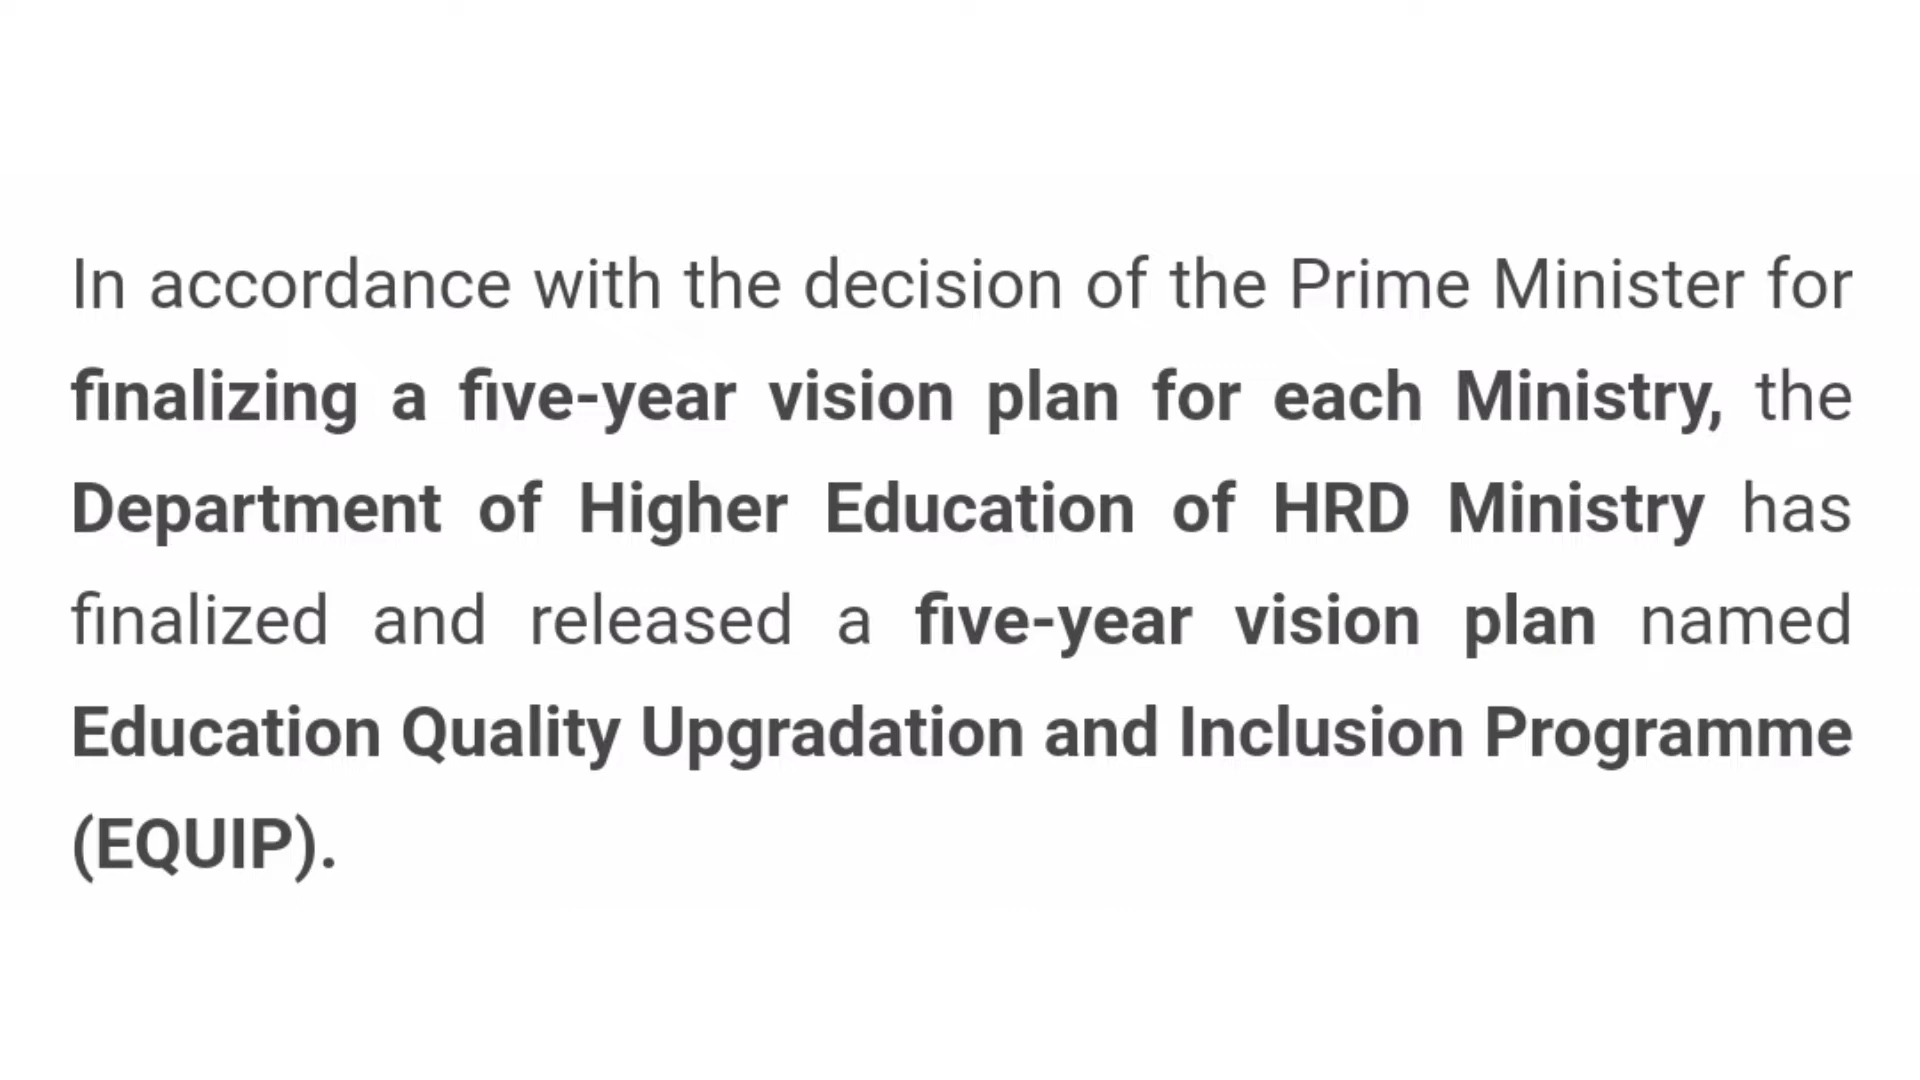 In accordance with the decision of the Prime Minister for
finalizing a five-year vision plan for each Ministry, the
Department of Higher Education of HRD Ministry has
finalized and released a five-year vision plan named
Education Quality Upgradation and Inclusion Programme
(EQUIP).